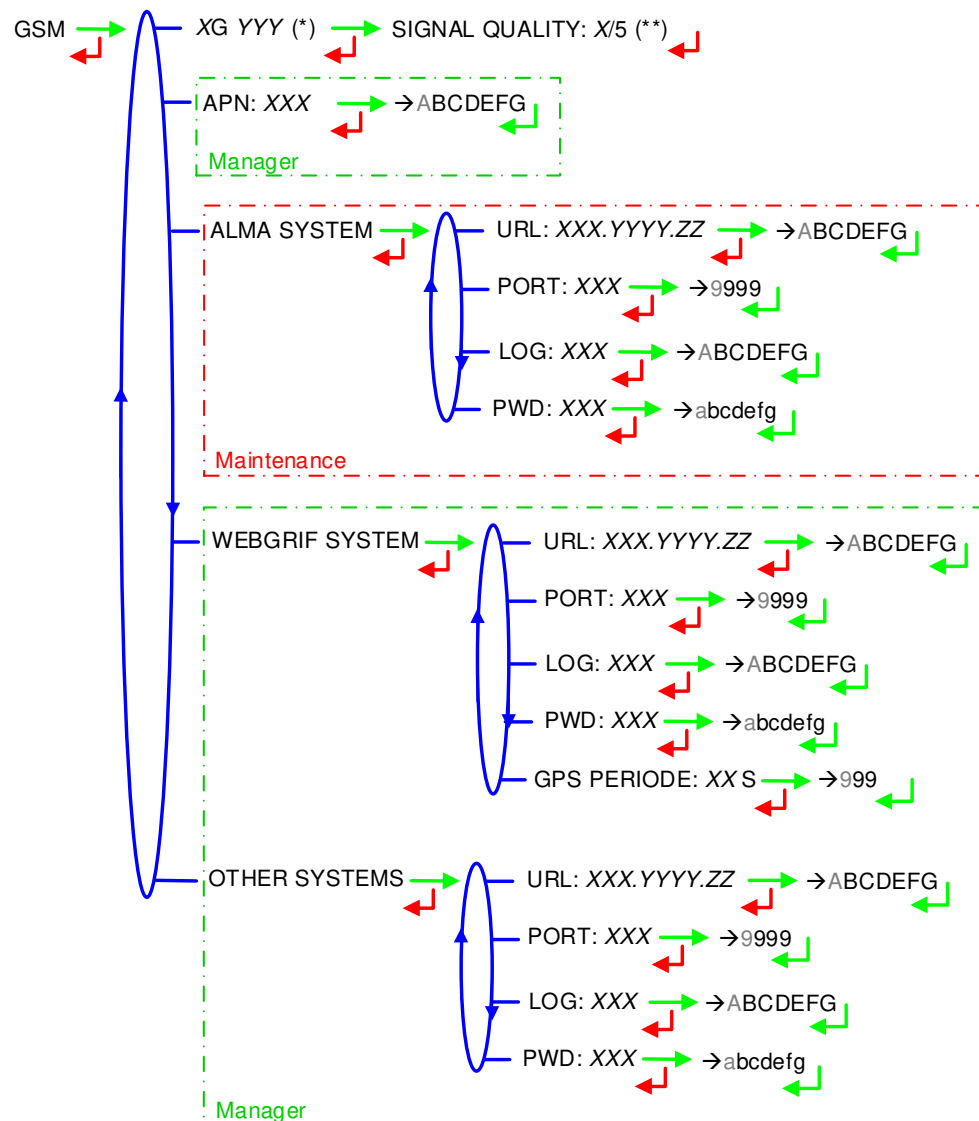 GSM XG YYY (*) SIGNAL QUALITY: X/5 (**)
APN: XXX →ABCDEFG
Manager
ALMA SYSTEM URL: XXX.YYYY.ZZ →ABCDEFG
PORT: XXX →9999
LOG: XXX →ABCDEFG
PWD: XXX →abcdefg
Maintenance
WEBGRIF SYSTEM URL: XXX.YYYY.ZZ →ABCDEFG
PORT: XXX →9999
LOG: XXX →ABCDEFG
PWD: XXX →abcdefg
GPS PERIODE: XX S →999
OTHER SYSTEMS URL: XXX.YYYY.ZZ →ABCDEFG
PORT: XXX →9999
LOG: XXX →ABCDEFG
PWD: XXX →abcdefg
Manager